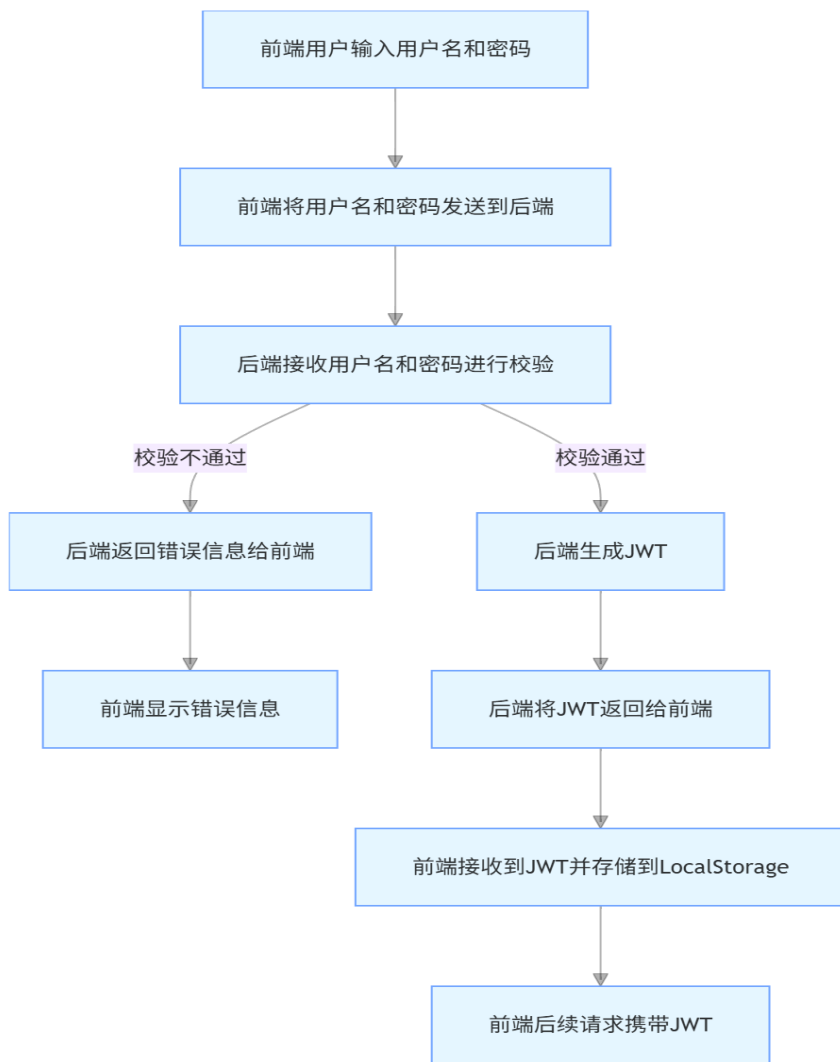 前端用户输入用户名和密码
前端将用户名和密码发送到后端
后端接收用户名和密码进行校验
校验不通过
校验通过
后端返回错误信息给前端
后端生成JWT
前端显示错误信息
后端将JWT返回给前端
前端接收到JWT并存储到LocalStorage
前端后续请求携带JWT